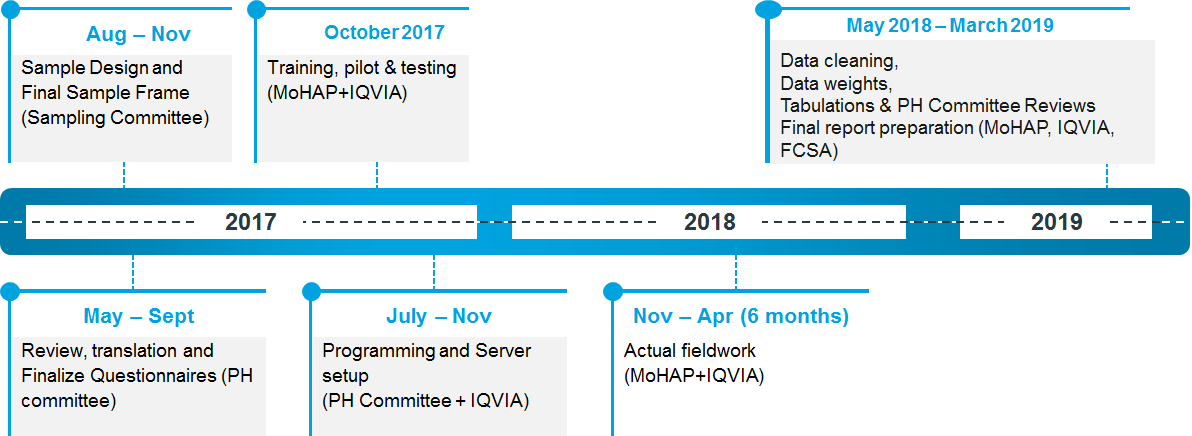 Aug – Nov
Sample Design and
Final Sample Frame
(Sampling Committee)
October 2017
Training, pilot & testing
(MoHAP+IQVIA)
May 2018 – March 2019
Data cleaning,
Data weights,
Tabulations & PH Committee Reviews
Final report preparation (MoHAP, IQVIA,
FCSA)
2017
2018
2019
May – Sept
Review, translation and
Finalize Questionnaires (PH
committee)
July – Nov
Programming and Server
setup
(PH Committee + IQVIA)
Nov – Apr (6 months)
Actual fieldwork
(MoHAP+IQVIA)